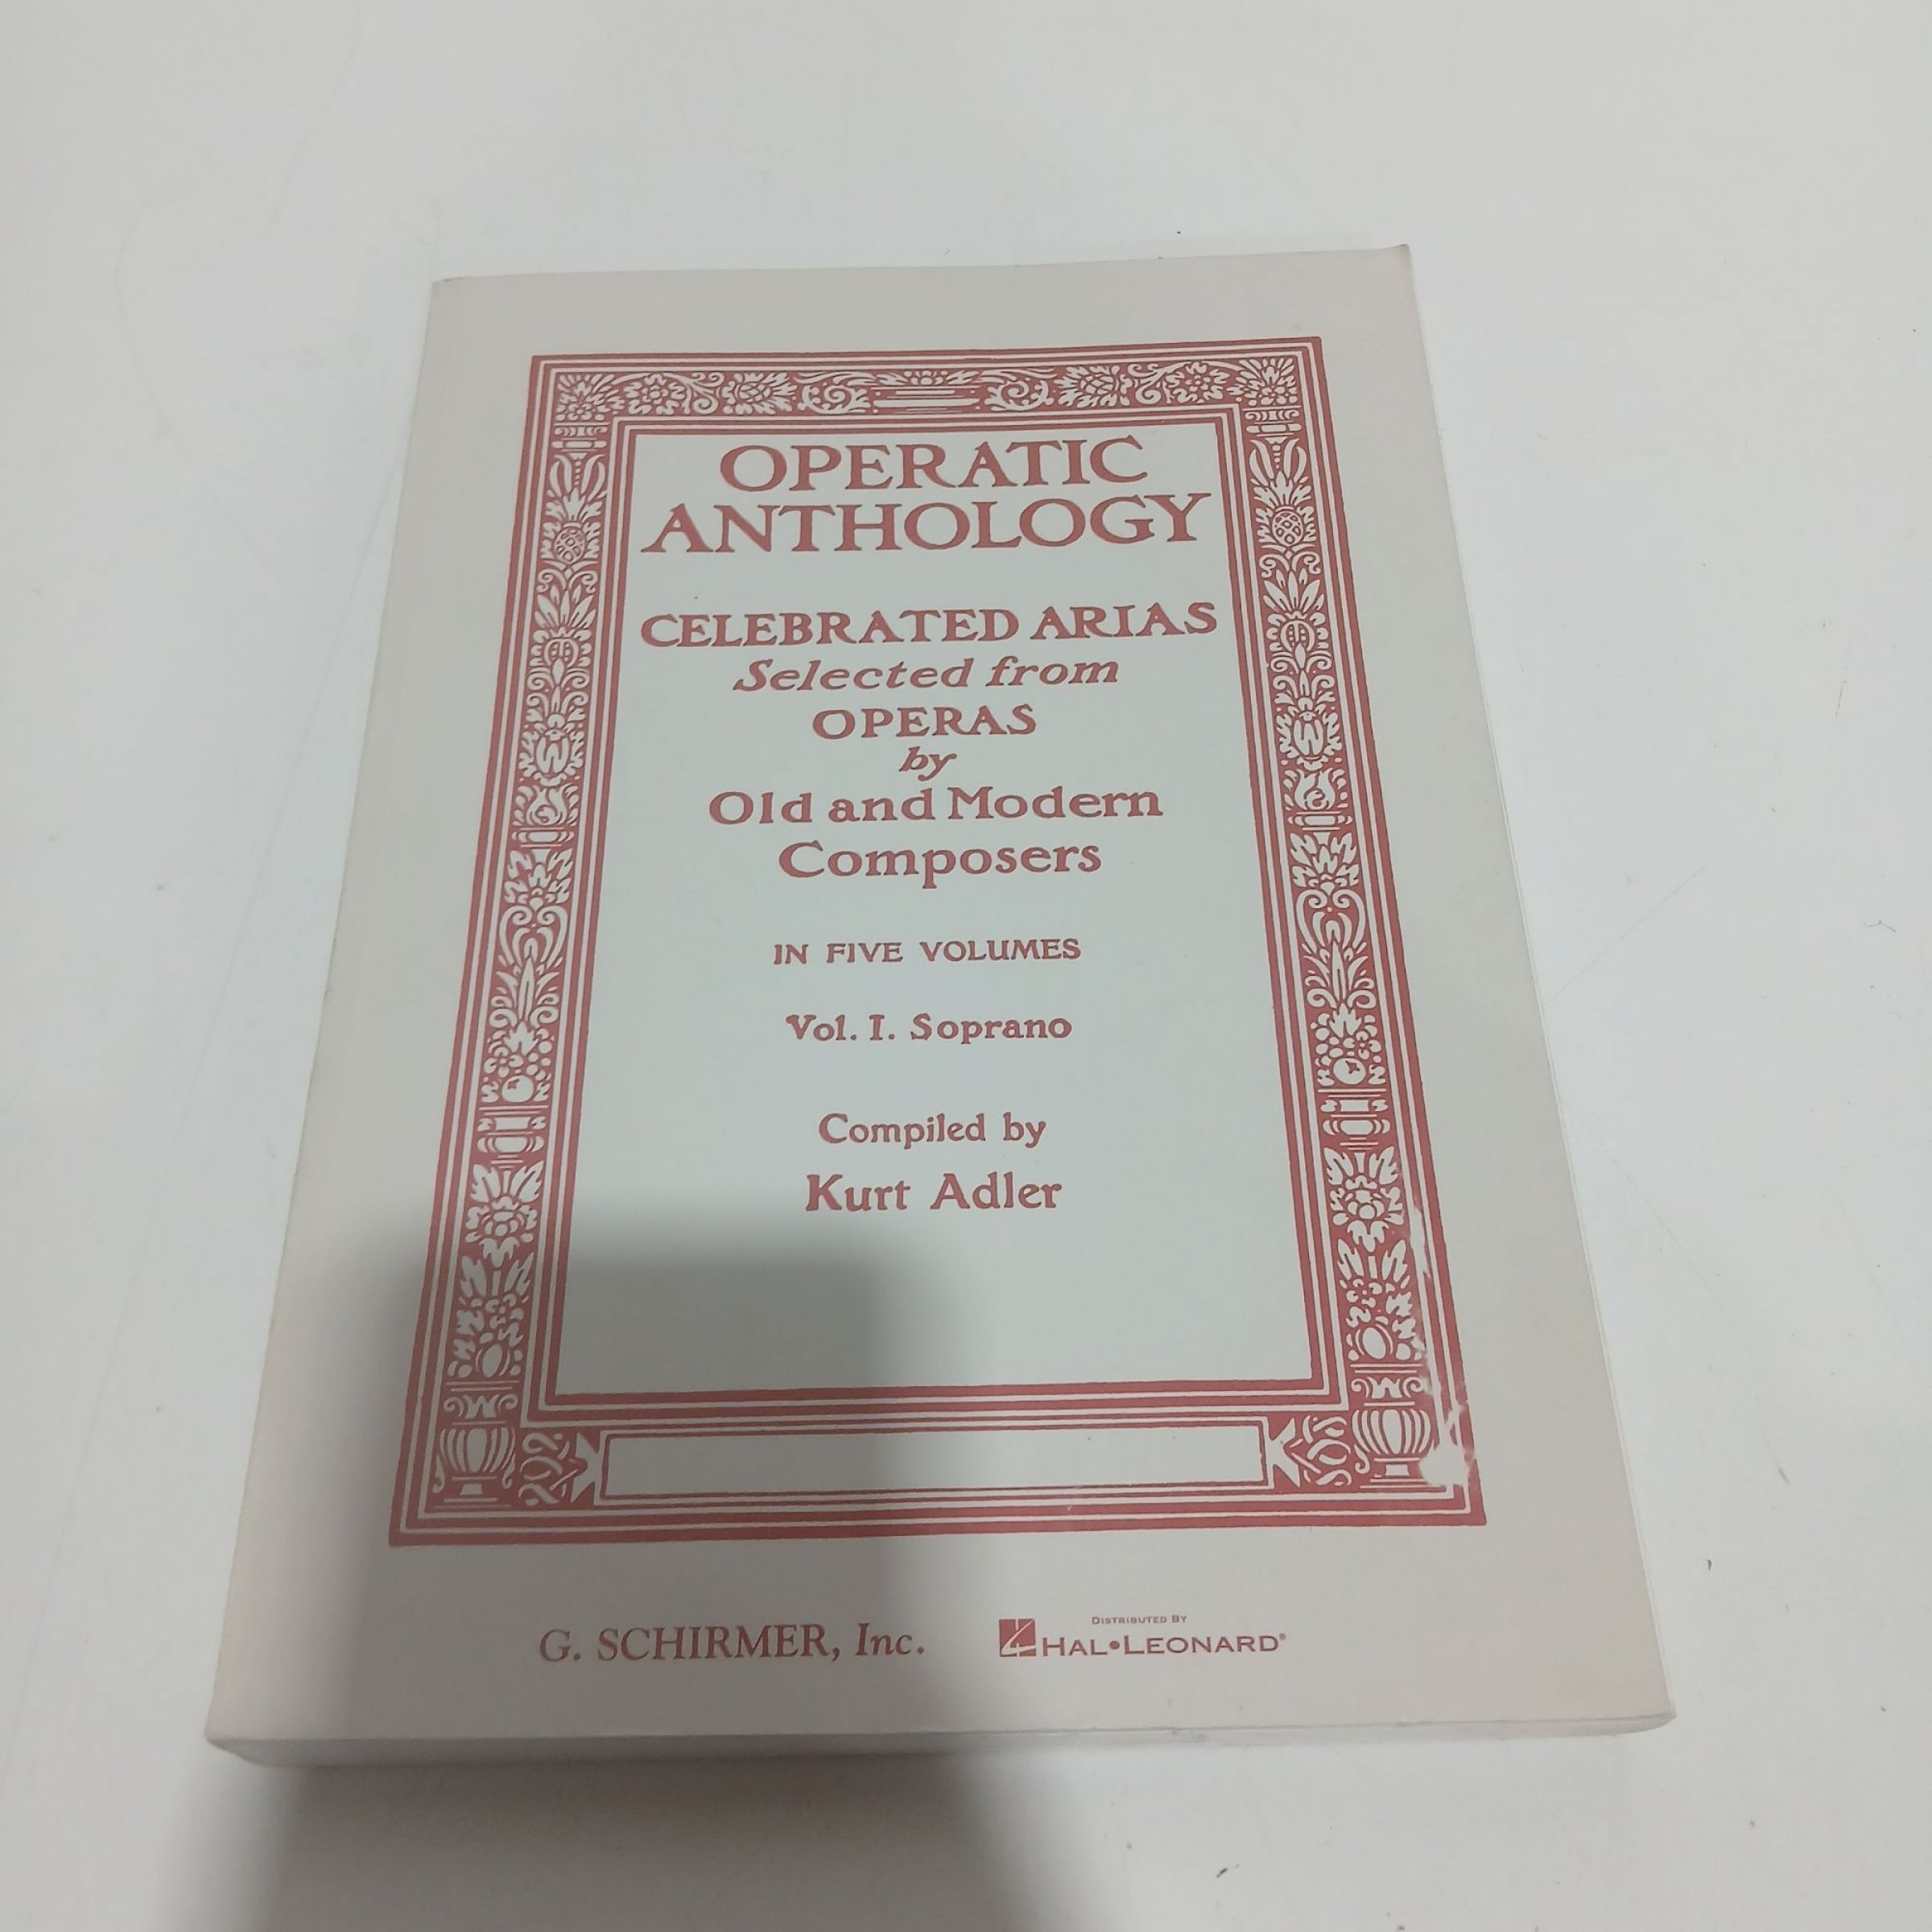 OPERATIC
ANTHOLOGY
CELEBRATED ARIAS
Selected from
OPERAS
by
Old and Modern
Composers
IN FIVE VOLUMES
Vol. I. Soprano
Compiled by
Kurt Adler
G. SCHIRMER, Inc.
DISTRIBUTED BY
HAL•LEONARD®